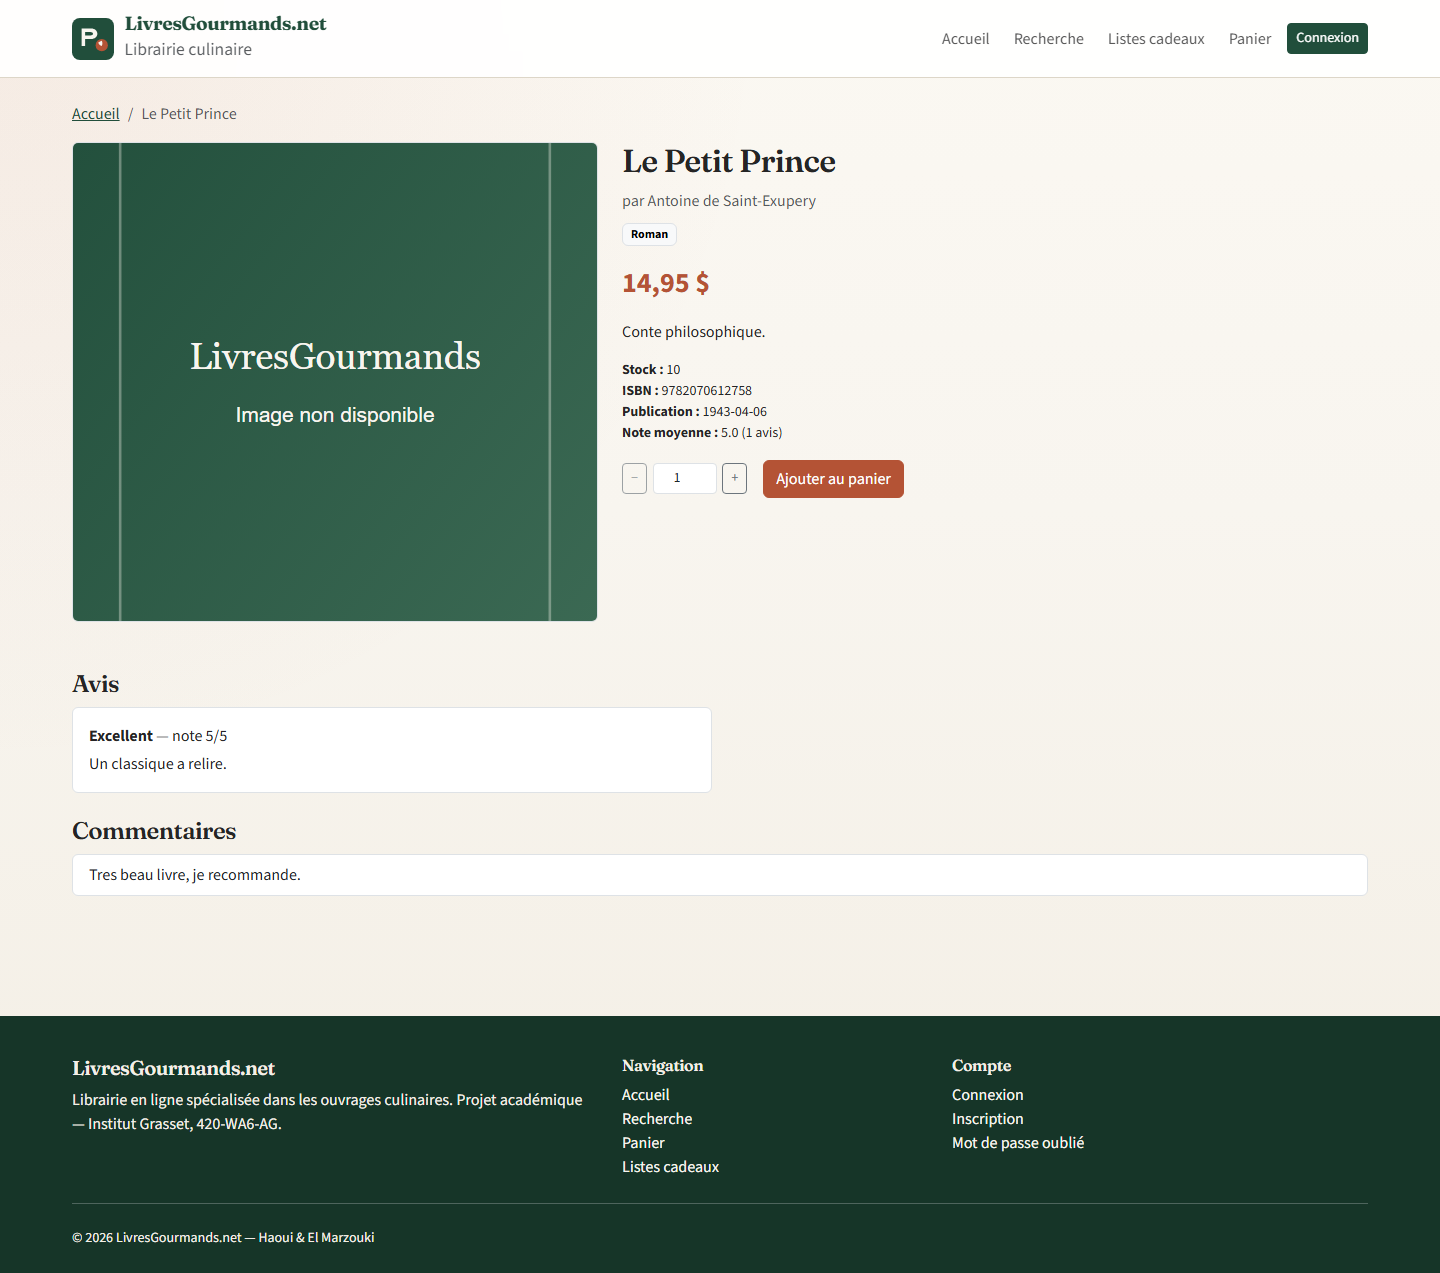 P
LivresGourmands.net
Librairie culinaire
Accueil
Recherche
Listes cadeaux
Panier
Connexion
Accueil / Le Petit Prince
LivresGourmands
Image non disponible
Le Petit Prince
par Antoine de Saint-Exupery
Roman
14,95 $
Conte philosophique.
Stock : 10
ISBN : 9782070612758
Publication : 1943-04-06
Note moyenne : 5.0 (1 avis)
− 1 + Ajouter au panier
Avis
Excellent — note 5/5
Un classique a relire.
Commentaires
Tres beau livre, je recommande.
LivresGourmands.net
Librairie en ligne spécialisée dans les ouvrages culinaires. Projet académique
— Institut Grasset, 420-WA6-AG.
Navigation
Accueil
Recherche
Panier
Listes cadeaux
Compte
Connexion
Inscription
Mot de passe oublié
© 2026 LivresGourmands.net — Haoui & El Marzouki